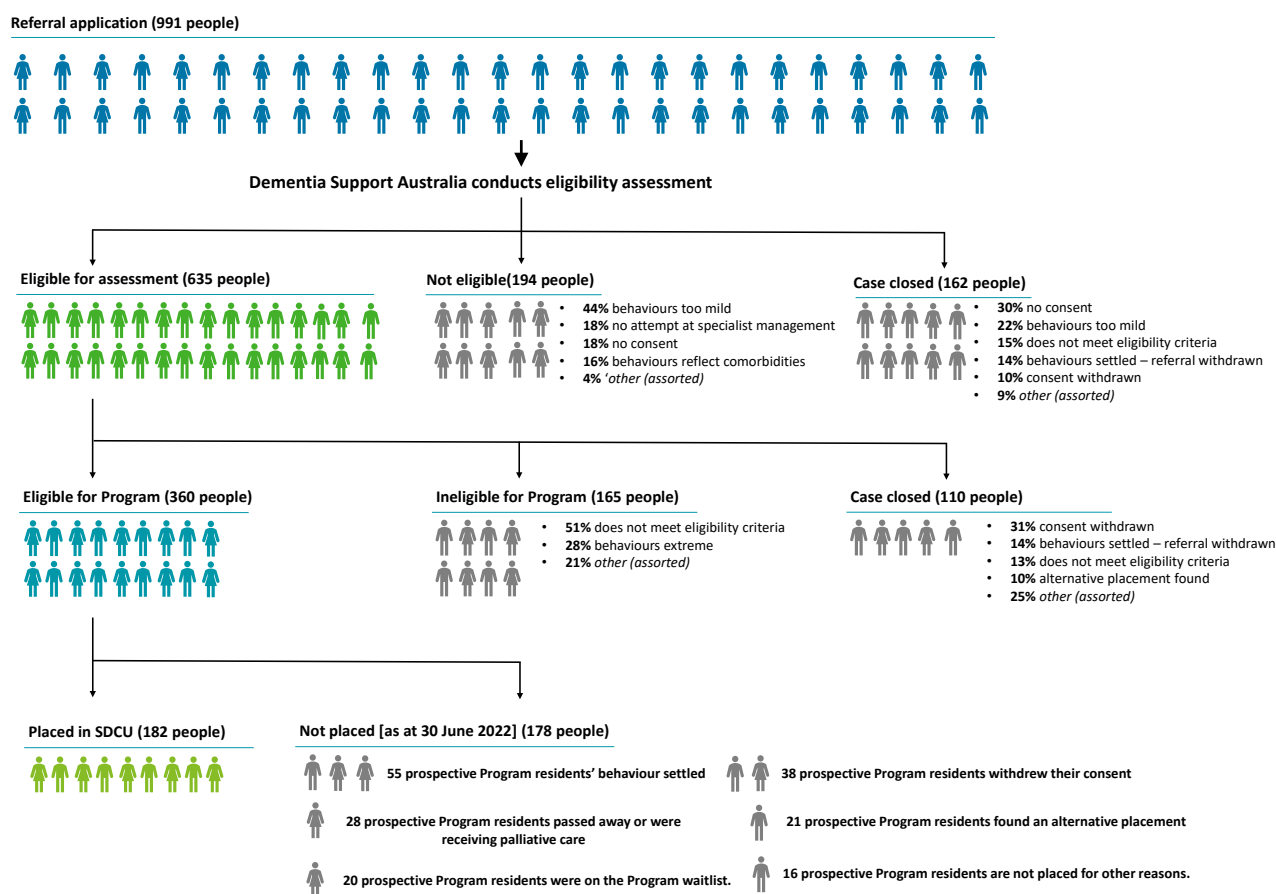 Referral application (991 people)
Dementia Support Australia conducts eligibility assessment
Eligible for assessment (635 people)
Not eligible(194 people)
• 44% behaviours too mild
• 18% no attempt at specialist management
• 18% no consent
• 16% behaviours reflect comorbidities
• 4% ‘other (assorted)
Case closed (162 people)
• 30% no consent
• 22% behaviours too mild
• 15% does not meet eligibility criteria
• 14% behaviours settled – referral withdrawn
• 10% consent withdrawn
• 9% other (assorted)
Eligible for Program (360 people)
Ineligible for Program (165 people)
• 51% does not meet eligibility criteria
• 28% behaviours extreme
• 21% other (assorted)
Case closed (110 people)
• 31% consent withdrawn
• 14% behaviours settled – referral withdrawn
• 13% does not meet eligibility criteria
• 10% alternative placement found
• 25% other (assorted)
Placed in SDCU (182 people)
Not placed [as at 30 June 2022] (178 people)
55 prospective Program residents’ behaviour settled
38 prospective Program residents withdrew their consent
28 prospective Program residents passed away or were
receiving palliative care
21 prospective Program residents found an alternative placement
20 prospective Program residents were on the Program waitlist.
16 prospective Program residents are not placed for other reasons.